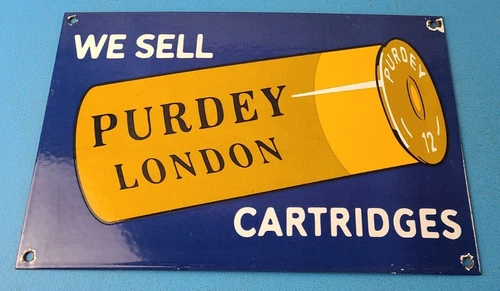 WE SELL
PURDEY
LONDON
PURDEY
12
CARTRIDGES